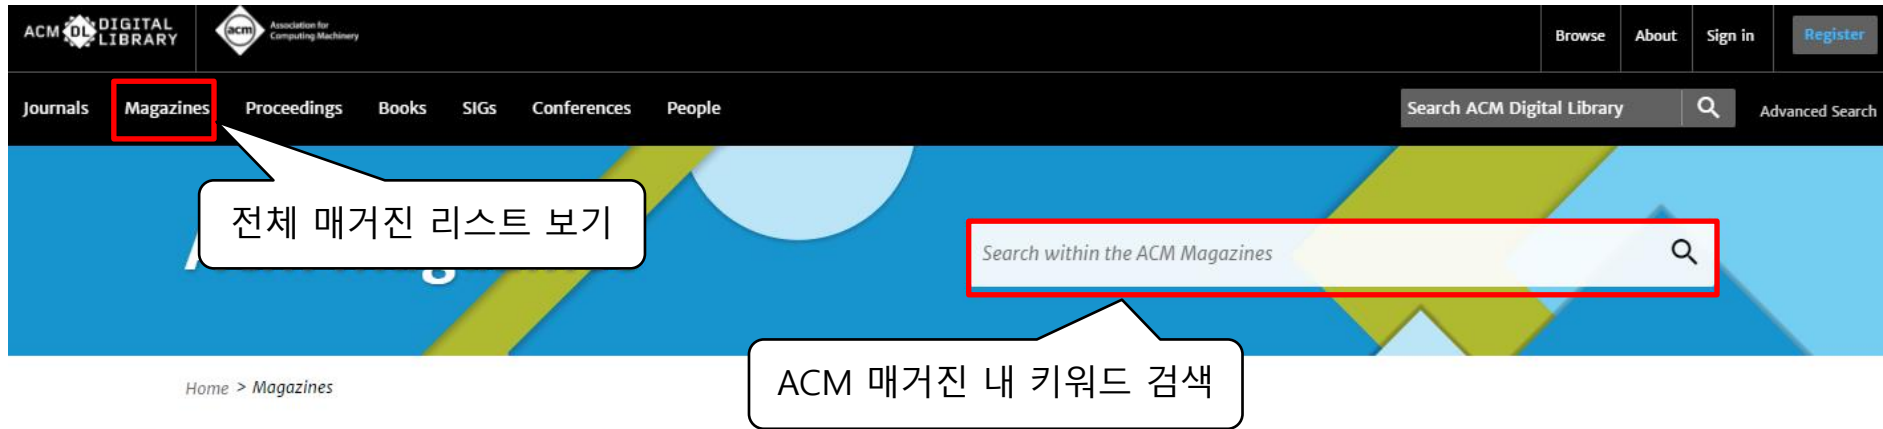 ACM DL DIGITAL LIBRARY
acm Association for Computing Machinery
Browse About Sign in Register
Journals Magazines Proceedings Books SIGs Conferences People
Search ACM Digital Library Advanced Search
전체 매거진 리스트 보기
Search within the ACM Magazines
ACM 매거진 내 키워드 검색
Home > Magazines